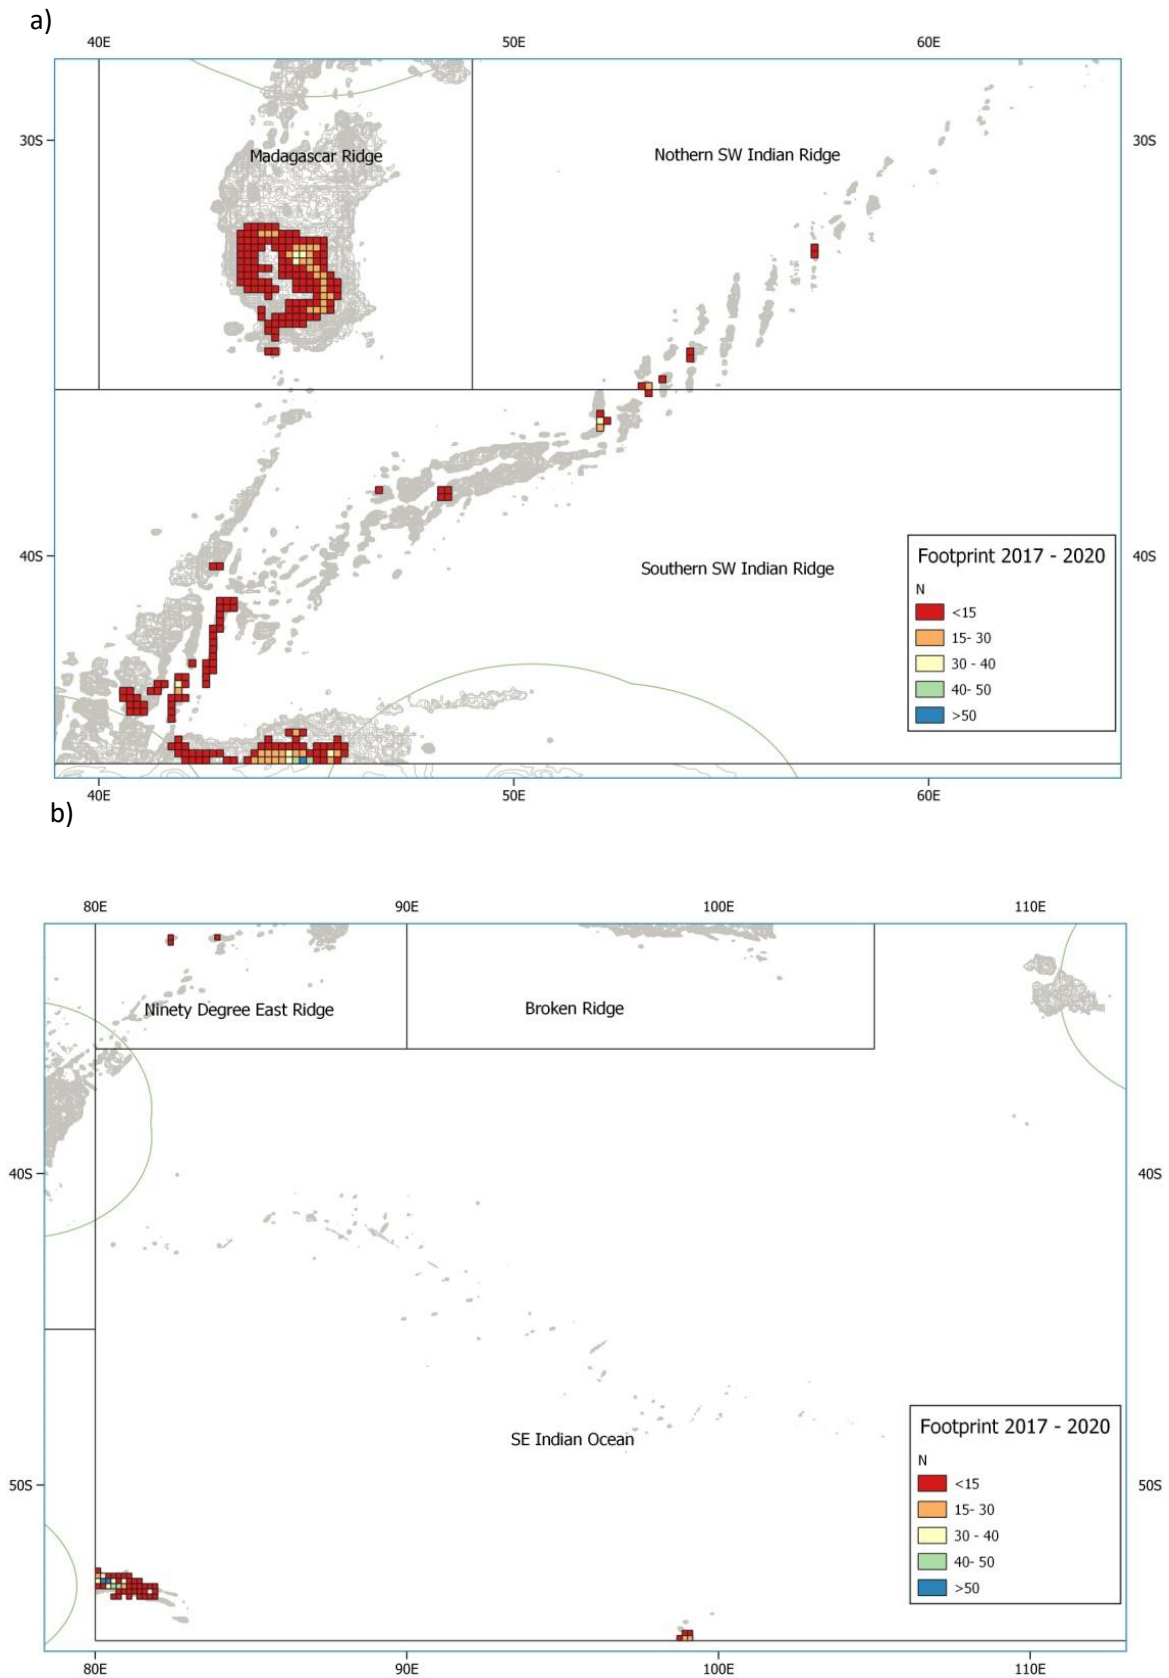 a)
40E 50E 60E
30S 30S
Madagascar Ridge Nothern SW Indian Ridge
40S 40S
Southern SW Indian Ridge
Footprint 2017 - 2020
N
<15
15- 30
30 - 40
40- 50
>50
40E 50E 60E
b)
80E 90E 100E 110E
Ninety Degree East Ridge Broken Ridge
40S 40S
SE Indian Ocean
50S 50S
Footprint 2017 - 2020
N
<15
15- 30
30 - 40
40- 50
>50
80E 90E 100E 110E